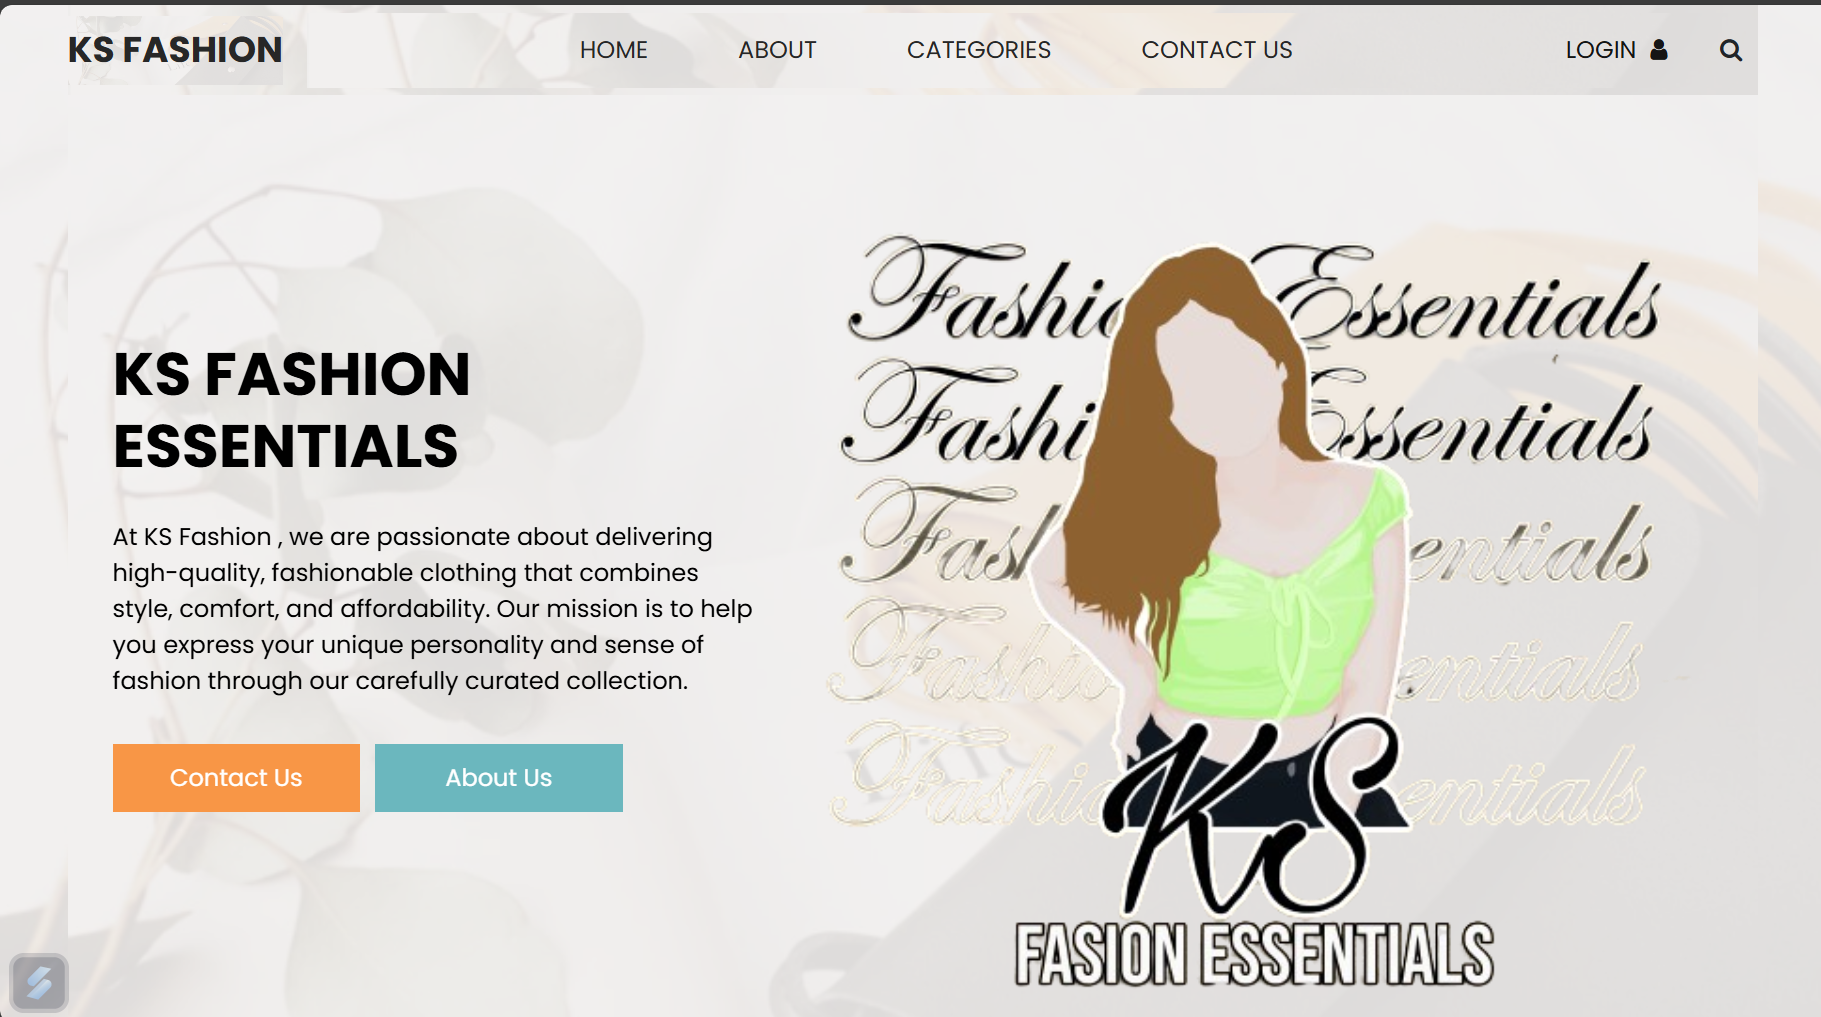 KS FASHION
HOME
ABOUT
CATEGORIES
CONTACT US
LOGIN
KS FASHION
ESSENTIALS
At KS Fashion , we are passionate about delivering
high-quality, fashionable clothing that combines
style, comfort, and affordability. Our mission is to help
you express your unique personality and sense of
fashion through our carefully curated collection.
Contact Us
About Us
Fashio Essentials
Fashi Essentials
Fash entials
Fashio entials
Fashio entials
KS
FASION ESSENTIALS